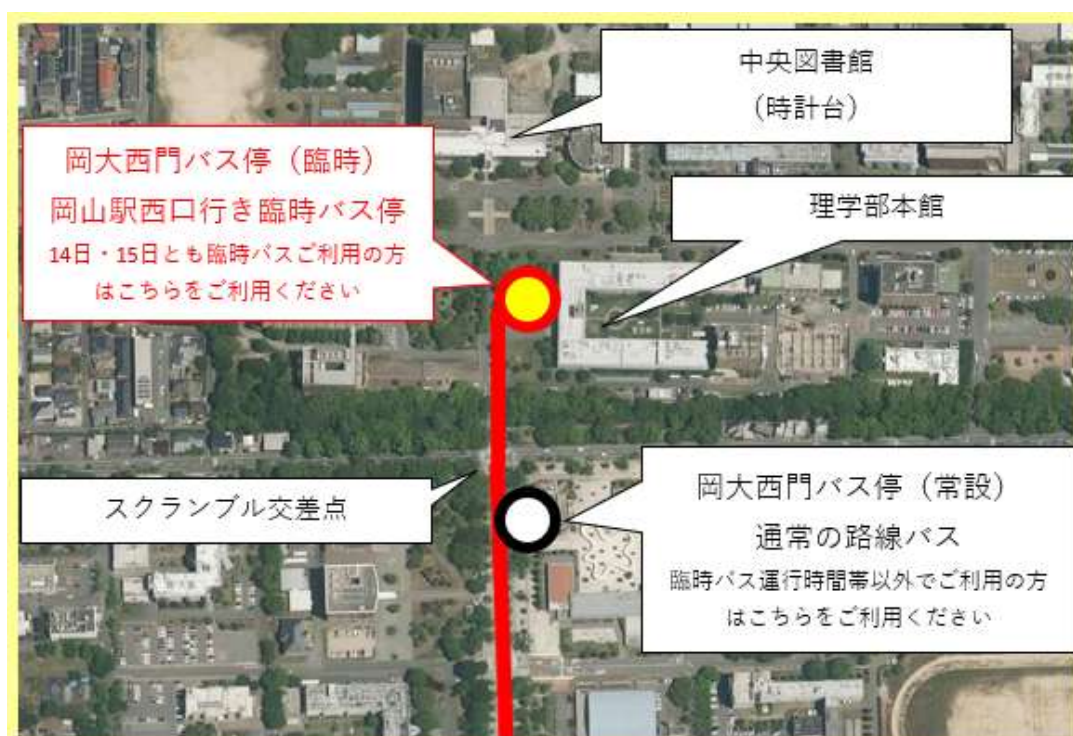 中央図書館
（時計台）
岡大西門バス停（臨時）
岡山駅西口行き臨時バス停
14日・15日とも臨時バスご利用の方
はこちらをご利用ください
理学部本館
スクランブル交差点
岡大西門バス停（常設）
通常の路線バス
臨時バス運行時間帯以外でご利用の方
はこちらをご利用ください